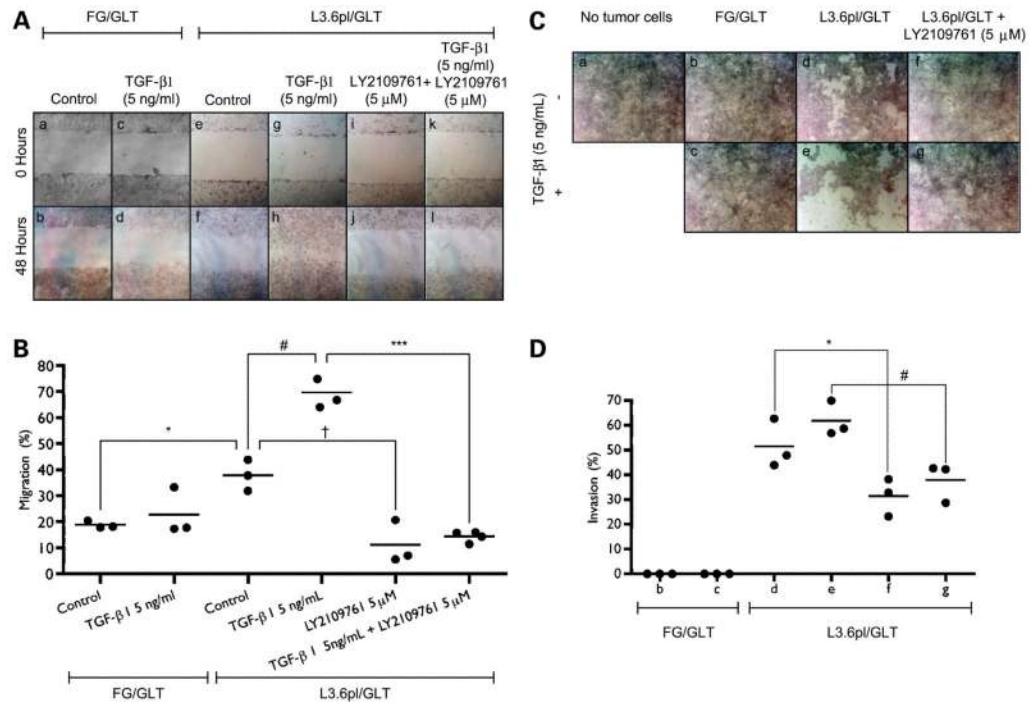 A
FG/GLT
L3.6pl/GLT
Control
TGF-β1
(5 ng/ml)
Control
TGF-β1
(5 ng/ml)
LY2109761
(5 μM)
TGF-β1
(5 ng/ml)
+ LY2109761
(5 μM)
0 Hours
a
c
e
g
i
k
48 Hours
b
d
f
h
j
l
B
Migration (%)
80
70
60
50
40
30
20
10
0
*
#
***
†
Control
TGF-β1 5 ng/ml
Control
TGF-β1 5 ng/mL
LY2109761 5μM
TGF-β1 5ng/mL + LY2109761 5μM
FG/GLT
L3.6pl/GLT
C
No tumor cells
FG/GLT
L3.6pl/GLT
L3.6pl/GLT +
LY2109761 (5 μM)
TGF-β1 (5 ng/mL)
-
+
a
b
d
f
c
e
g
D
Invasion (%)
70
60
50
40
30
20
10
0
*
#
b
c
d
e
f
g
FG/GLT
L3.6pl/GLT